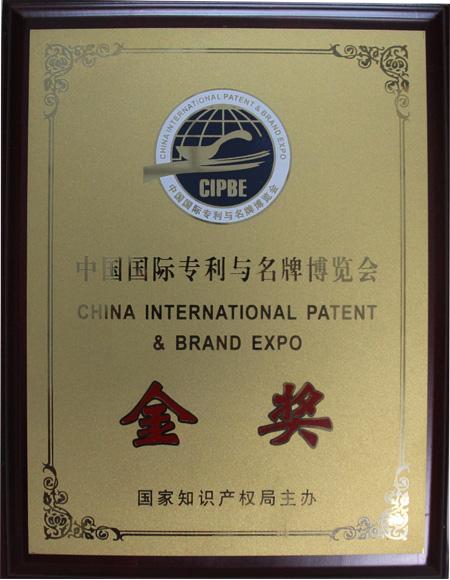 CHINA INTERNATIONAL PATENT & BRAND EXPO
CIPBE
中国国际专利与名牌博览会
中国国际专利与名牌博览会
CHINA INTERNATIONAL PATENT
& BRAND EXPO
金奖
国家知识产权局主办